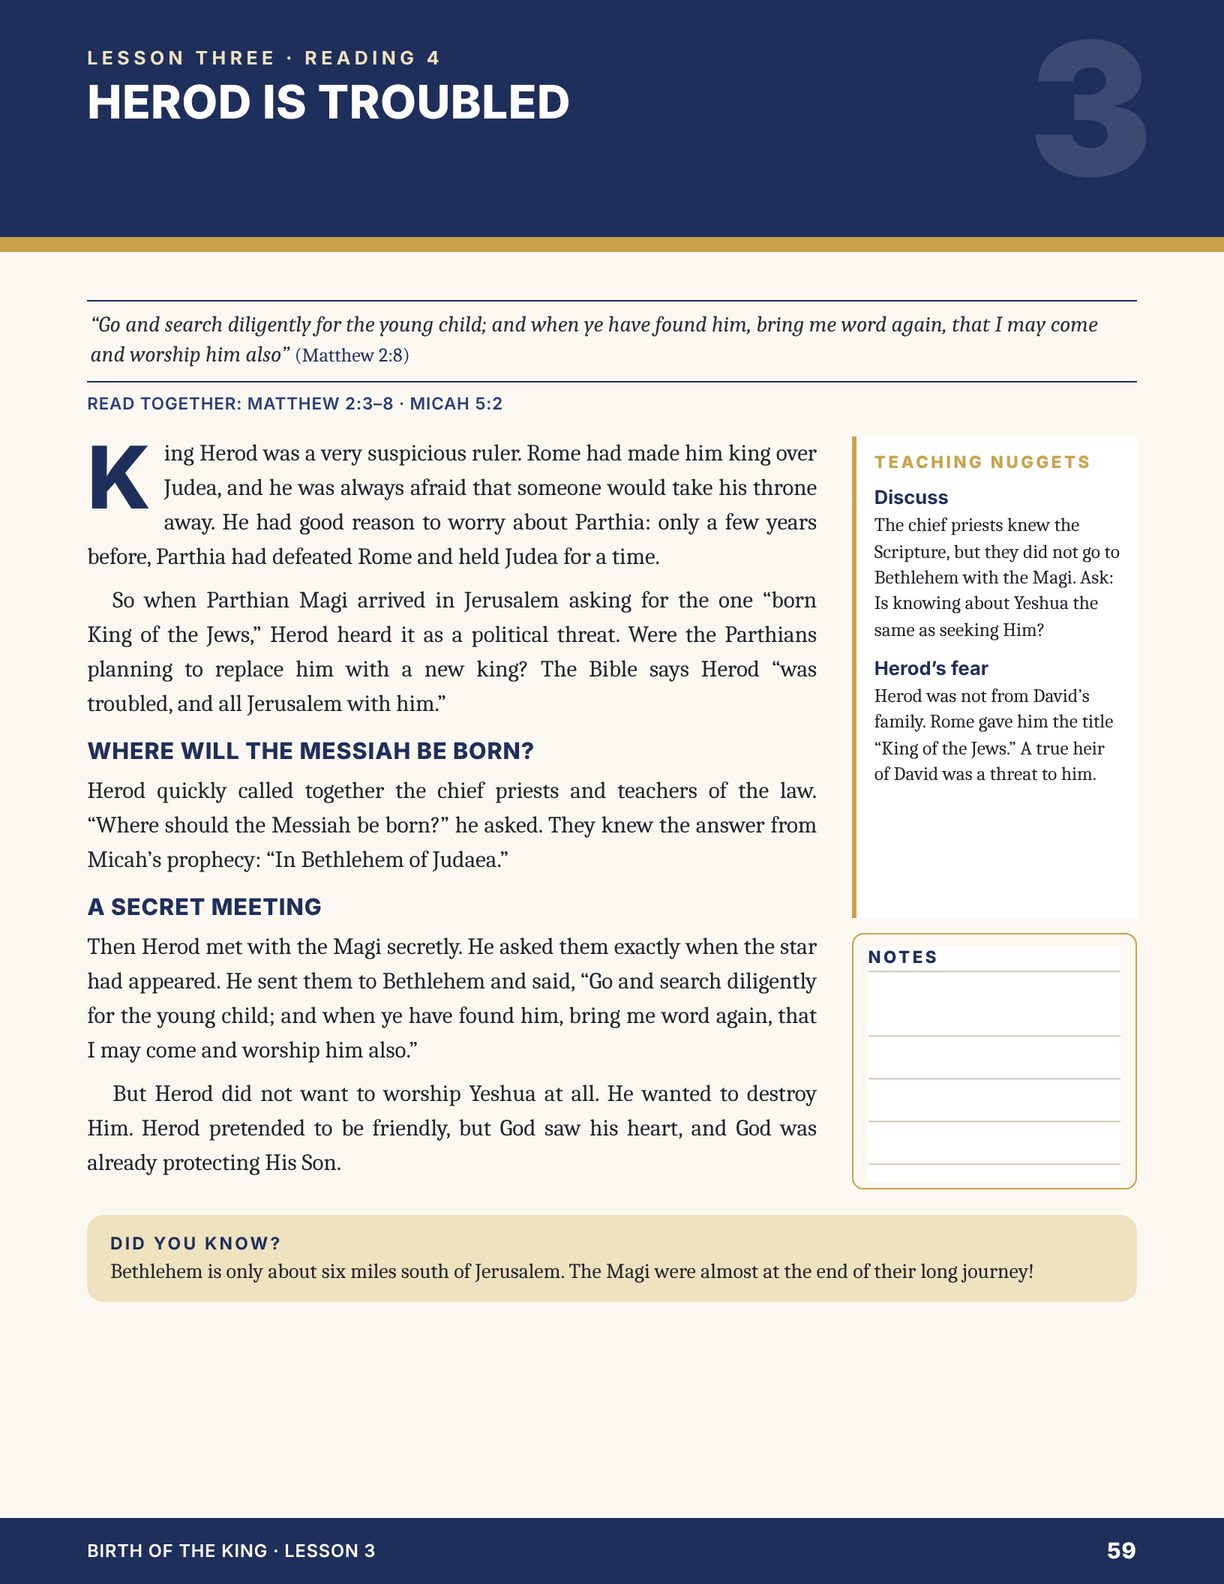 LESSON THREE · READING 4
HEROD IS TROUBLED
3
“Go and search diligently for the young child; and when ye have found him, bring me word again, that I may come
and worship him also” (Matthew 2:8)
READ TOGETHER: MATTHEW 2:3–8 · MICAH 5:2
King Herod was a very suspicious ruler. Rome had made him king over
Judea, and he was always afraid that someone would take his throne
away. He had good reason to worry about Parthia: only a few years
before, Parthia had defeated Rome and held Judea for a time.
So when Parthian Magi arrived in Jerusalem asking for the one “born
King of the Jews,” Herod heard it as a political threat. Were the Parthians
planning to replace him with a new king? The Bible says Herod “was
troubled, and all Jerusalem with him.”
WHERE WILL THE MESSIAH BE BORN?
Herod quickly called together the chief priests and teachers of the law.
“Where should the Messiah be born?” he asked. They knew the answer from
Micah’s prophecy: “In Bethlehem of Judaea.”
A SECRET MEETING
Then Herod met with the Magi secretly. He asked them exactly when the star
had appeared. He sent them to Bethlehem and said, “Go and search diligently
for the young child; and when ye have found him, bring me word again, that
I may come and worship him also.”
But Herod did not want to worship Yeshua at all. He wanted to destroy
Him. Herod pretended to be friendly, but God saw his heart, and God was
already protecting His Son.
TEACHING NUGGETS
Discuss
The chief priests knew the
Scripture, but they did not go to
Bethlehem with the Magi. Ask:
Is knowing about Yeshua the
same as seeking Him?
Herod’s fear
Herod was not from David’s
family. Rome gave him the title
“King of the Jews.” A true heir
of David was a threat to him.
NOTES
DID YOU KNOW?
Bethlehem is only about six miles south of Jerusalem. The Magi were almost at the end of their long journey!
BIRTH OF THE KING · LESSON 3
59